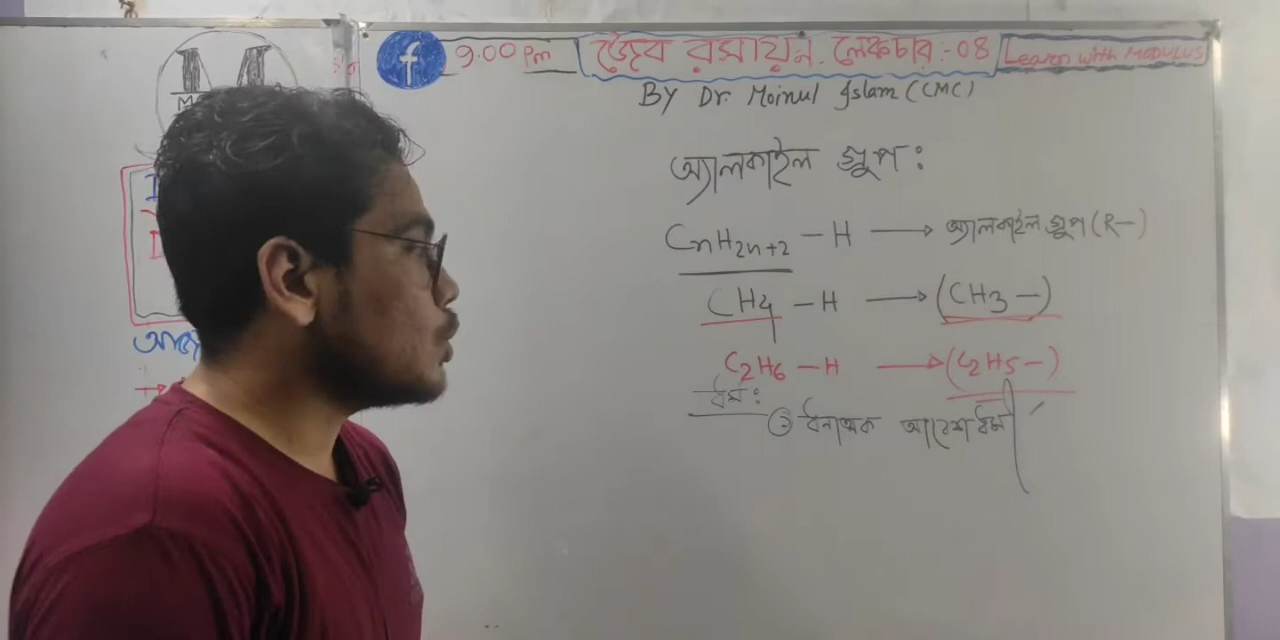 f 9:00 Pm জৈব রসায়ন. লেকচার:-08 Learn with MODULUS
BY Dr. Moinul Islam (CMC)
অ্যালকাইল গ্রুপ :
CnH2n+2 – H → অ্যালকাইল গ্রুপ (R–)
CH4 – H → (CH3 –)
C2H6 – H → (C2H5 –)
ধর্ম :
ধনাত্মক আবেশধর্মী